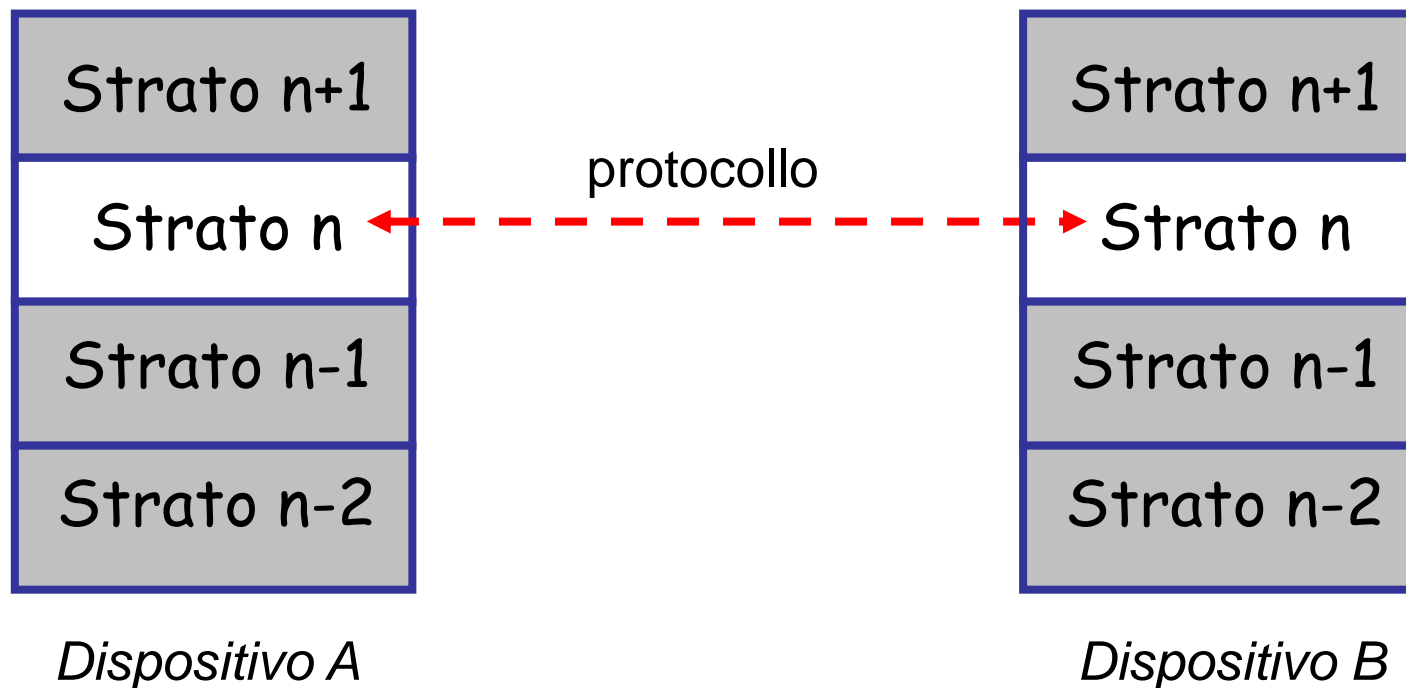 Strato n+1
Strato n+1
protocollo
Strato n
Strato n
Strato n-1
Strato n-1
Strato n-2
Strato n-2
Dispositivo A
Dispositivo B